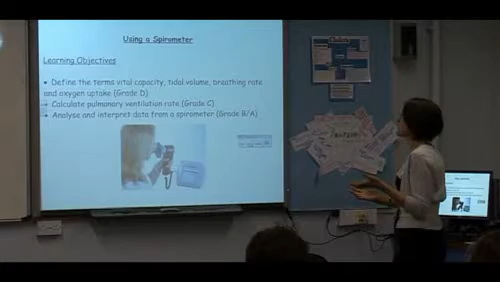 Using a Spirometer
Learning Objectives
• Define the terms vital capacity, tidal volume, breathing rate
and oxygen uptake (Grade D)
• Calculate pulmonary ventilation rate (Grade C)
• Analyse and interpret data from a spirometer (Grade B/A)